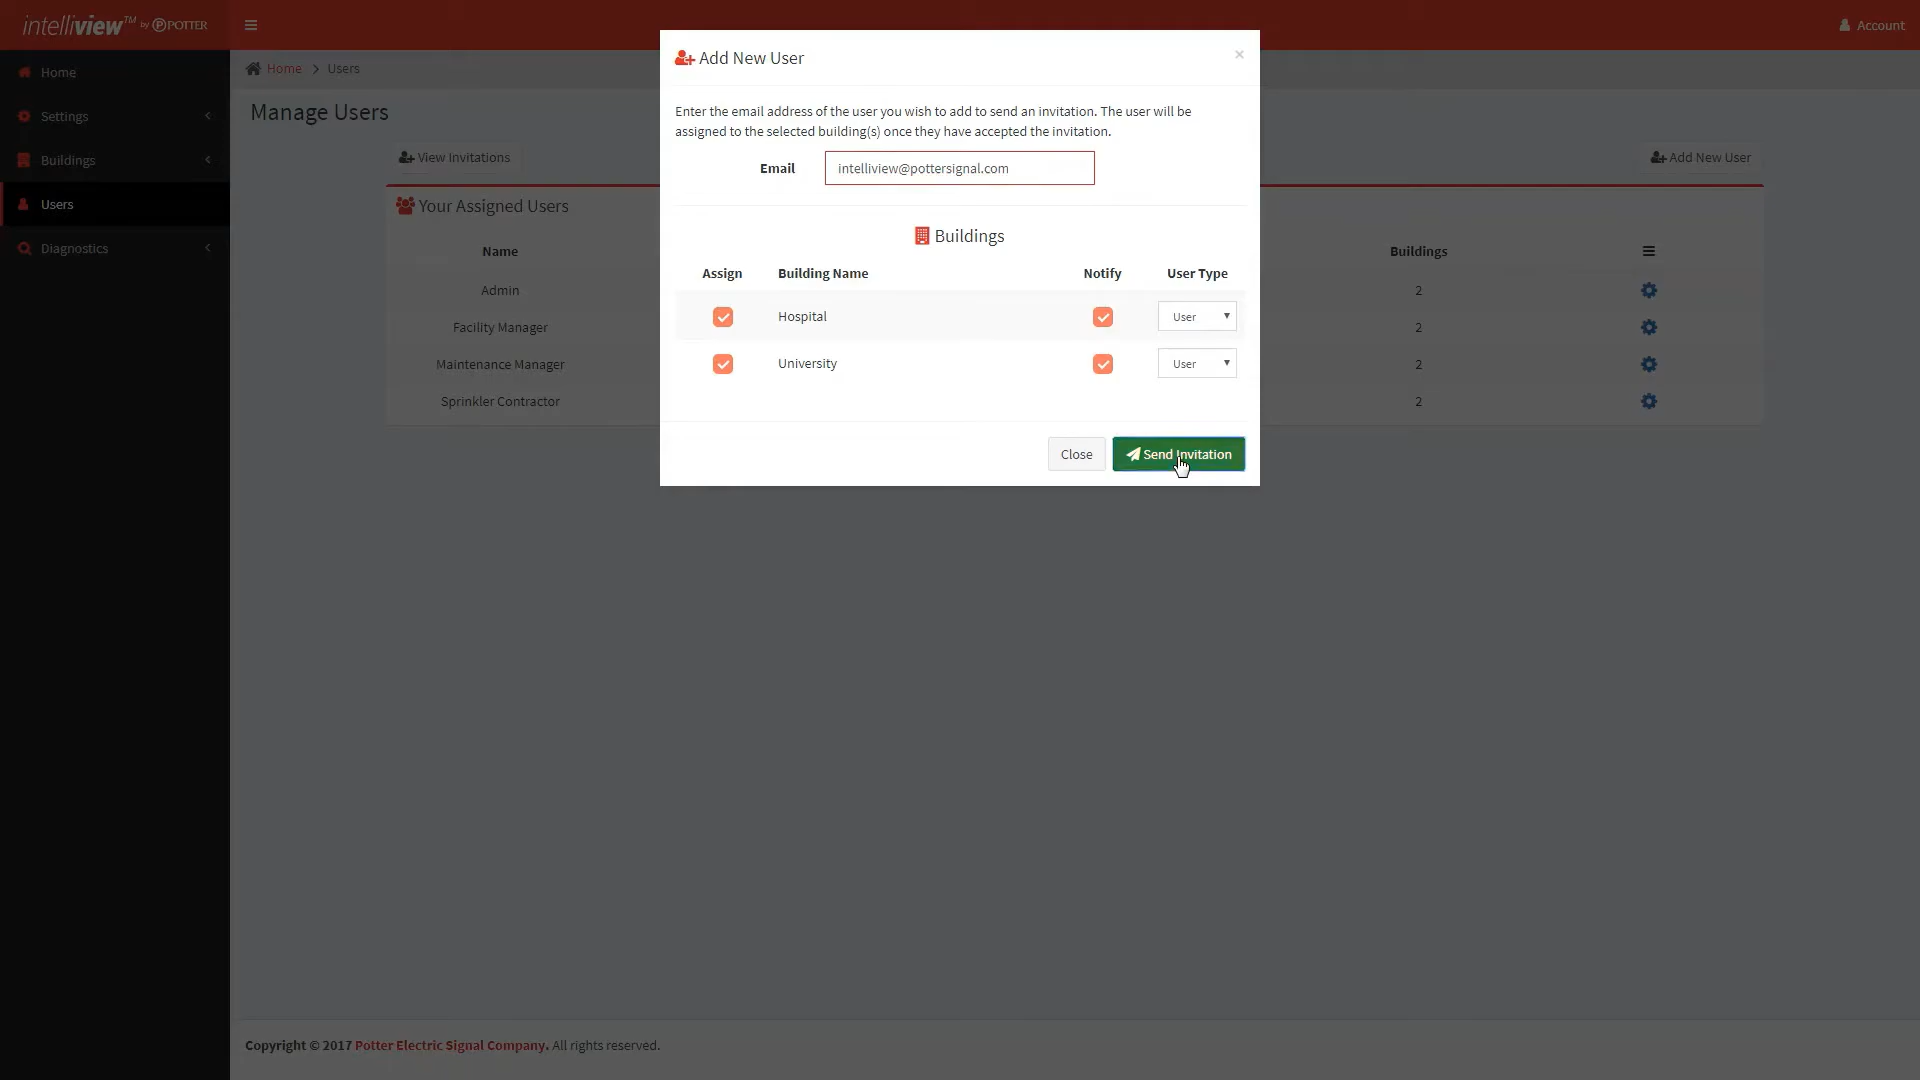 intelliview™ by POTTER
Account
Home
Settings
Buildings
Users
Diagnostics
Home > Users
Manage Users
View Invitations
Add New User
Your Assigned Users
Name
Buildings
Admin
2
Facility Manager
2
Maintenance Manager
2
Sprinkler Contractor
2
Add New User
×
Enter the email address of the user you wish to add to send an invitation. The user will be
assigned to the selected building(s) once they have accepted the invitation.
Email
intelliview@pottersignal.com
Buildings
Assign Building Name Notify User Type
Hospital User
University User
Close
Send Invitation
Copyright © 2017 Potter Electric Signal Company. All rights reserved.